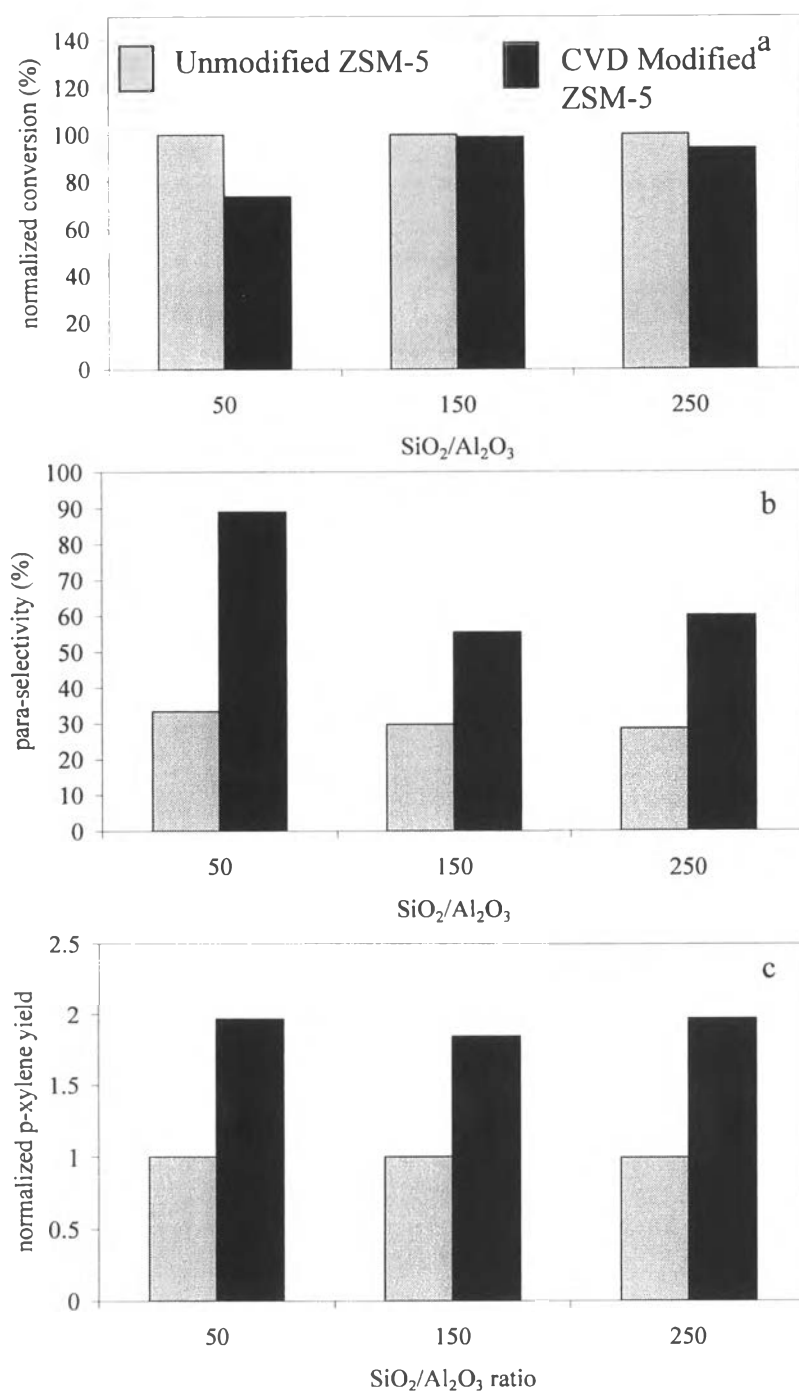 140
120
100
80
60
40
20
0
normalized conversion (%)
Unmodified ZSM-5
CVD Modified
ZSM-5
a
50 150 250
SiO₂/Al₂O₃
100
90
80
70
60
50
40
30
20
10
0
para-selectivity (%)
b
50 150 250
SiO₂/Al₂O₃
2.5
2
1.5
1
0.5
0
normalized p-xylene yield
c
50 150 250
SiO₂/Al₂O₃ ratio